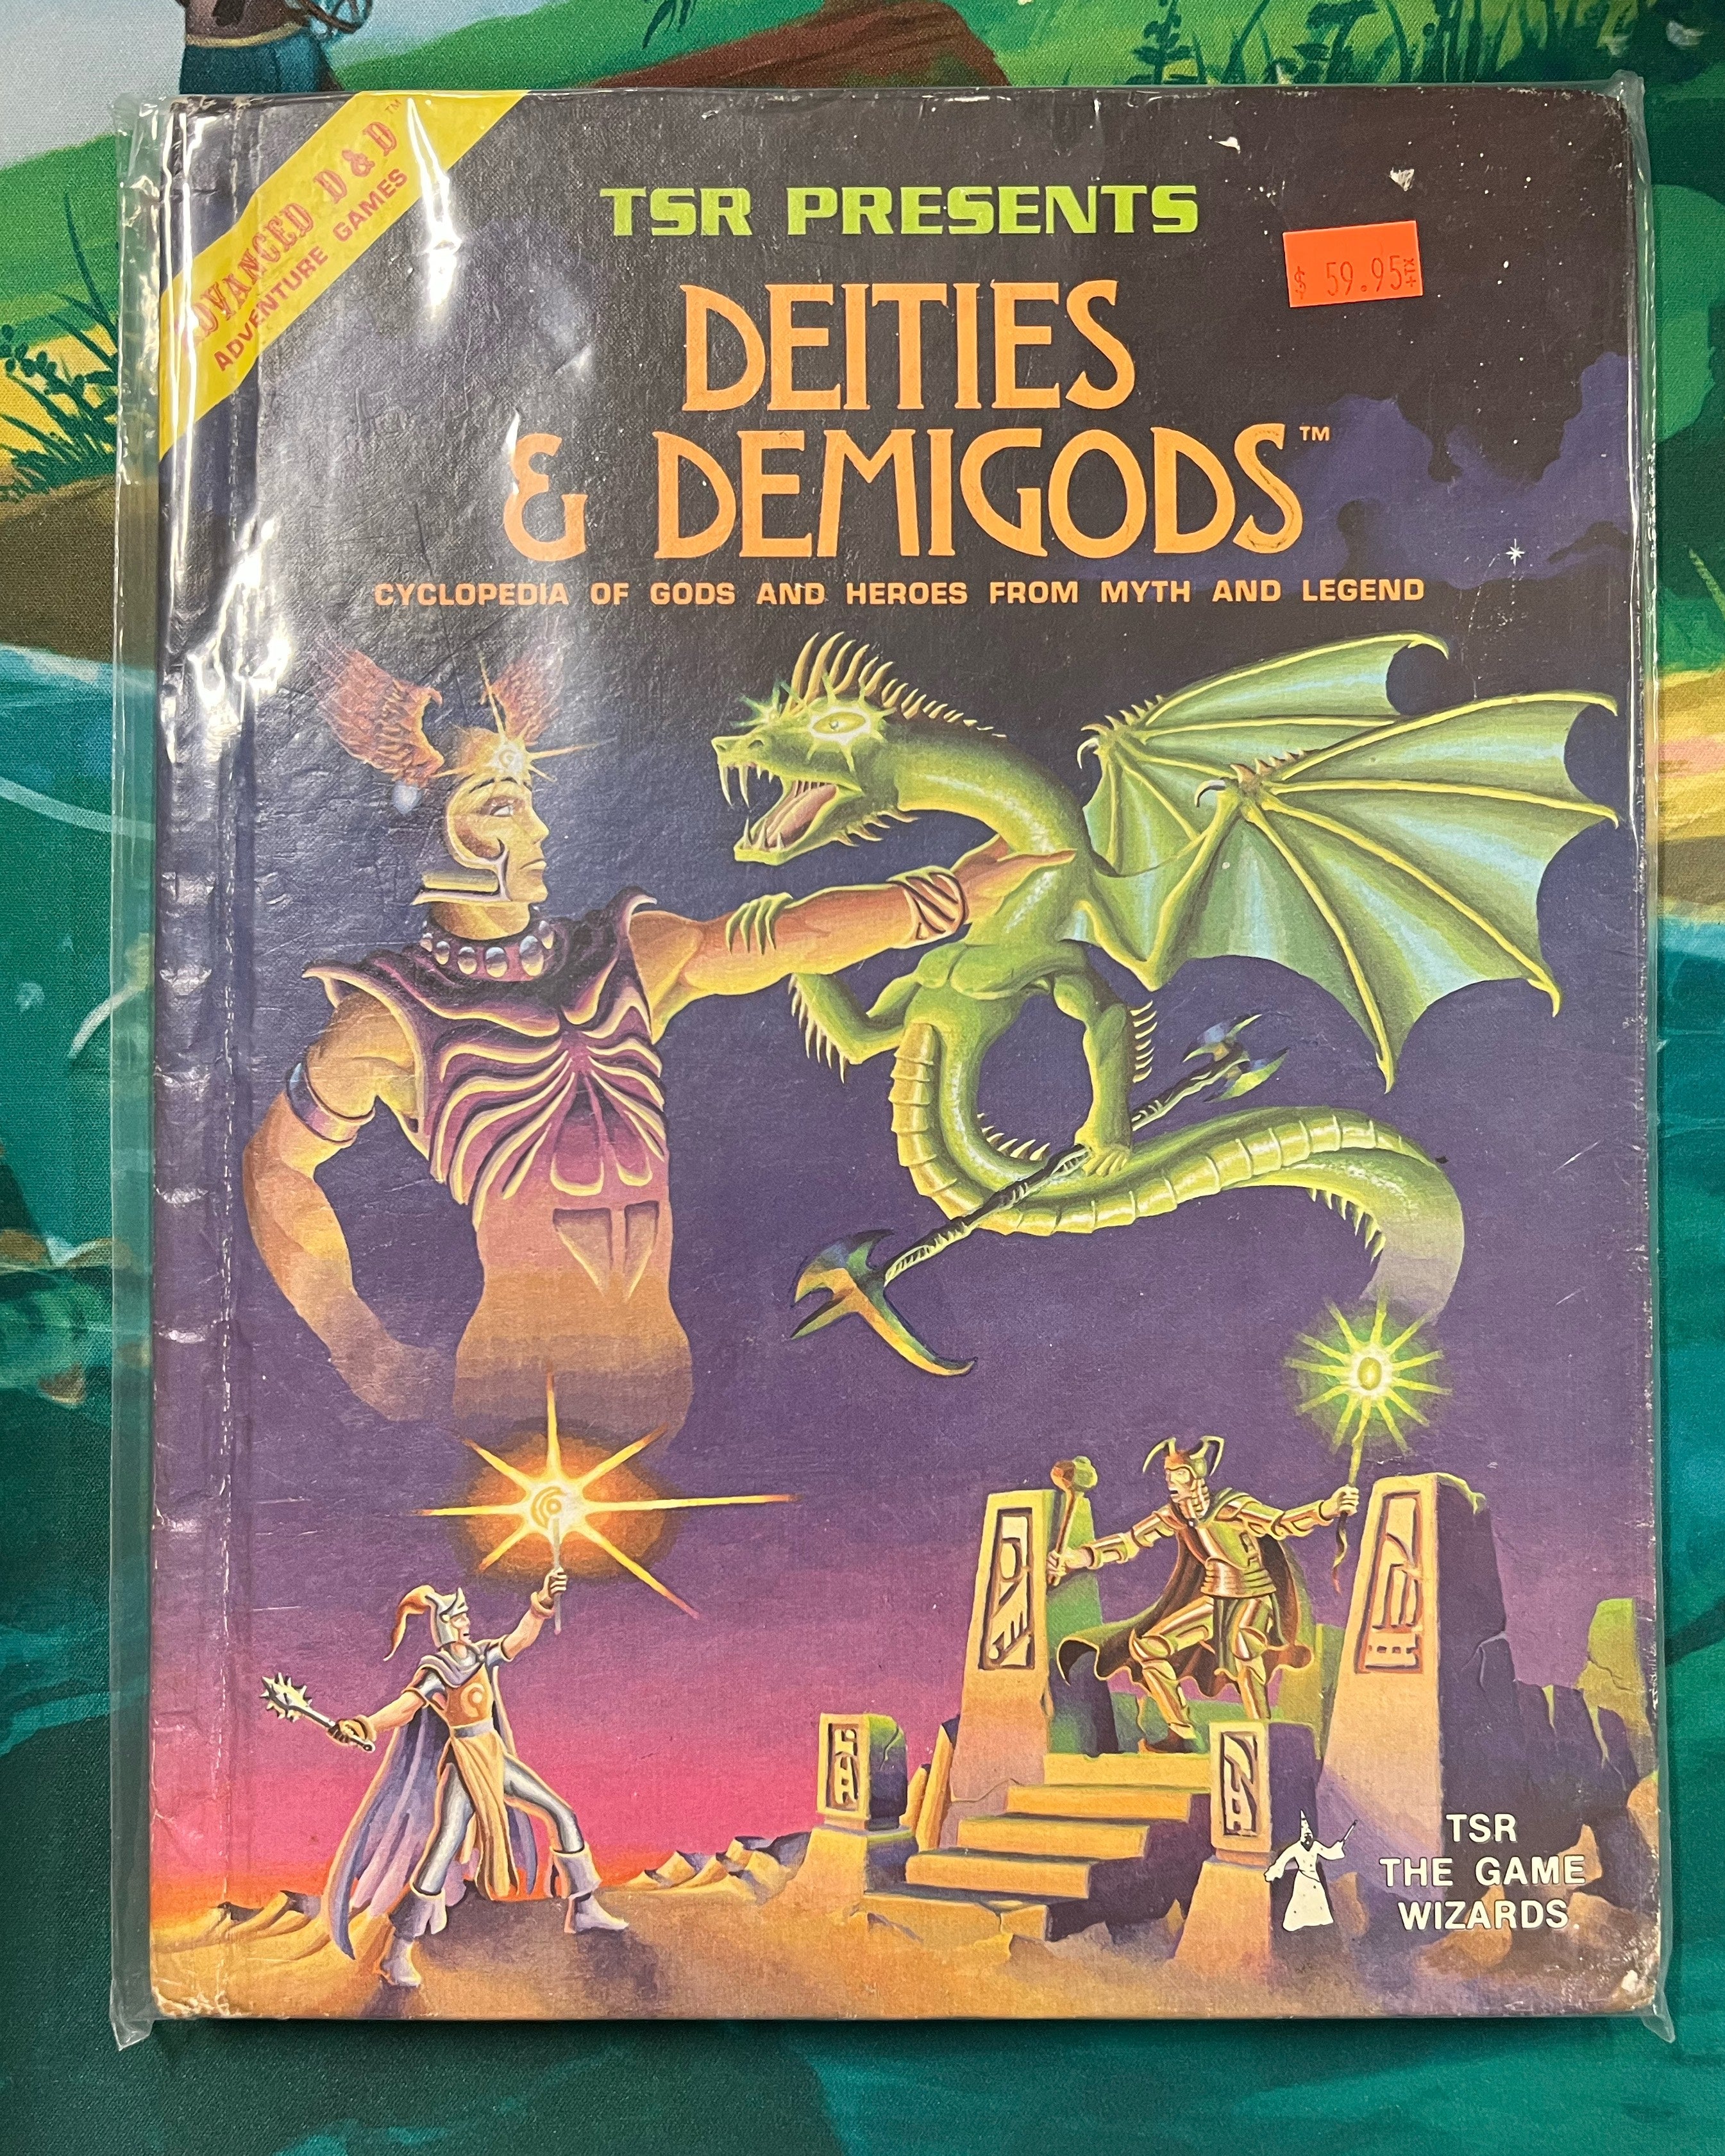 ADVANCED D & D™
ADVENTURE GAMES
TSR PRESENTS
$ 59.95 +TX
DEITIES
& DEMIGODS™
CYCLOPEDIA OF GODS AND HEROES FROM MYTH AND LEGEND
TSR
THE GAME
WIZARDS